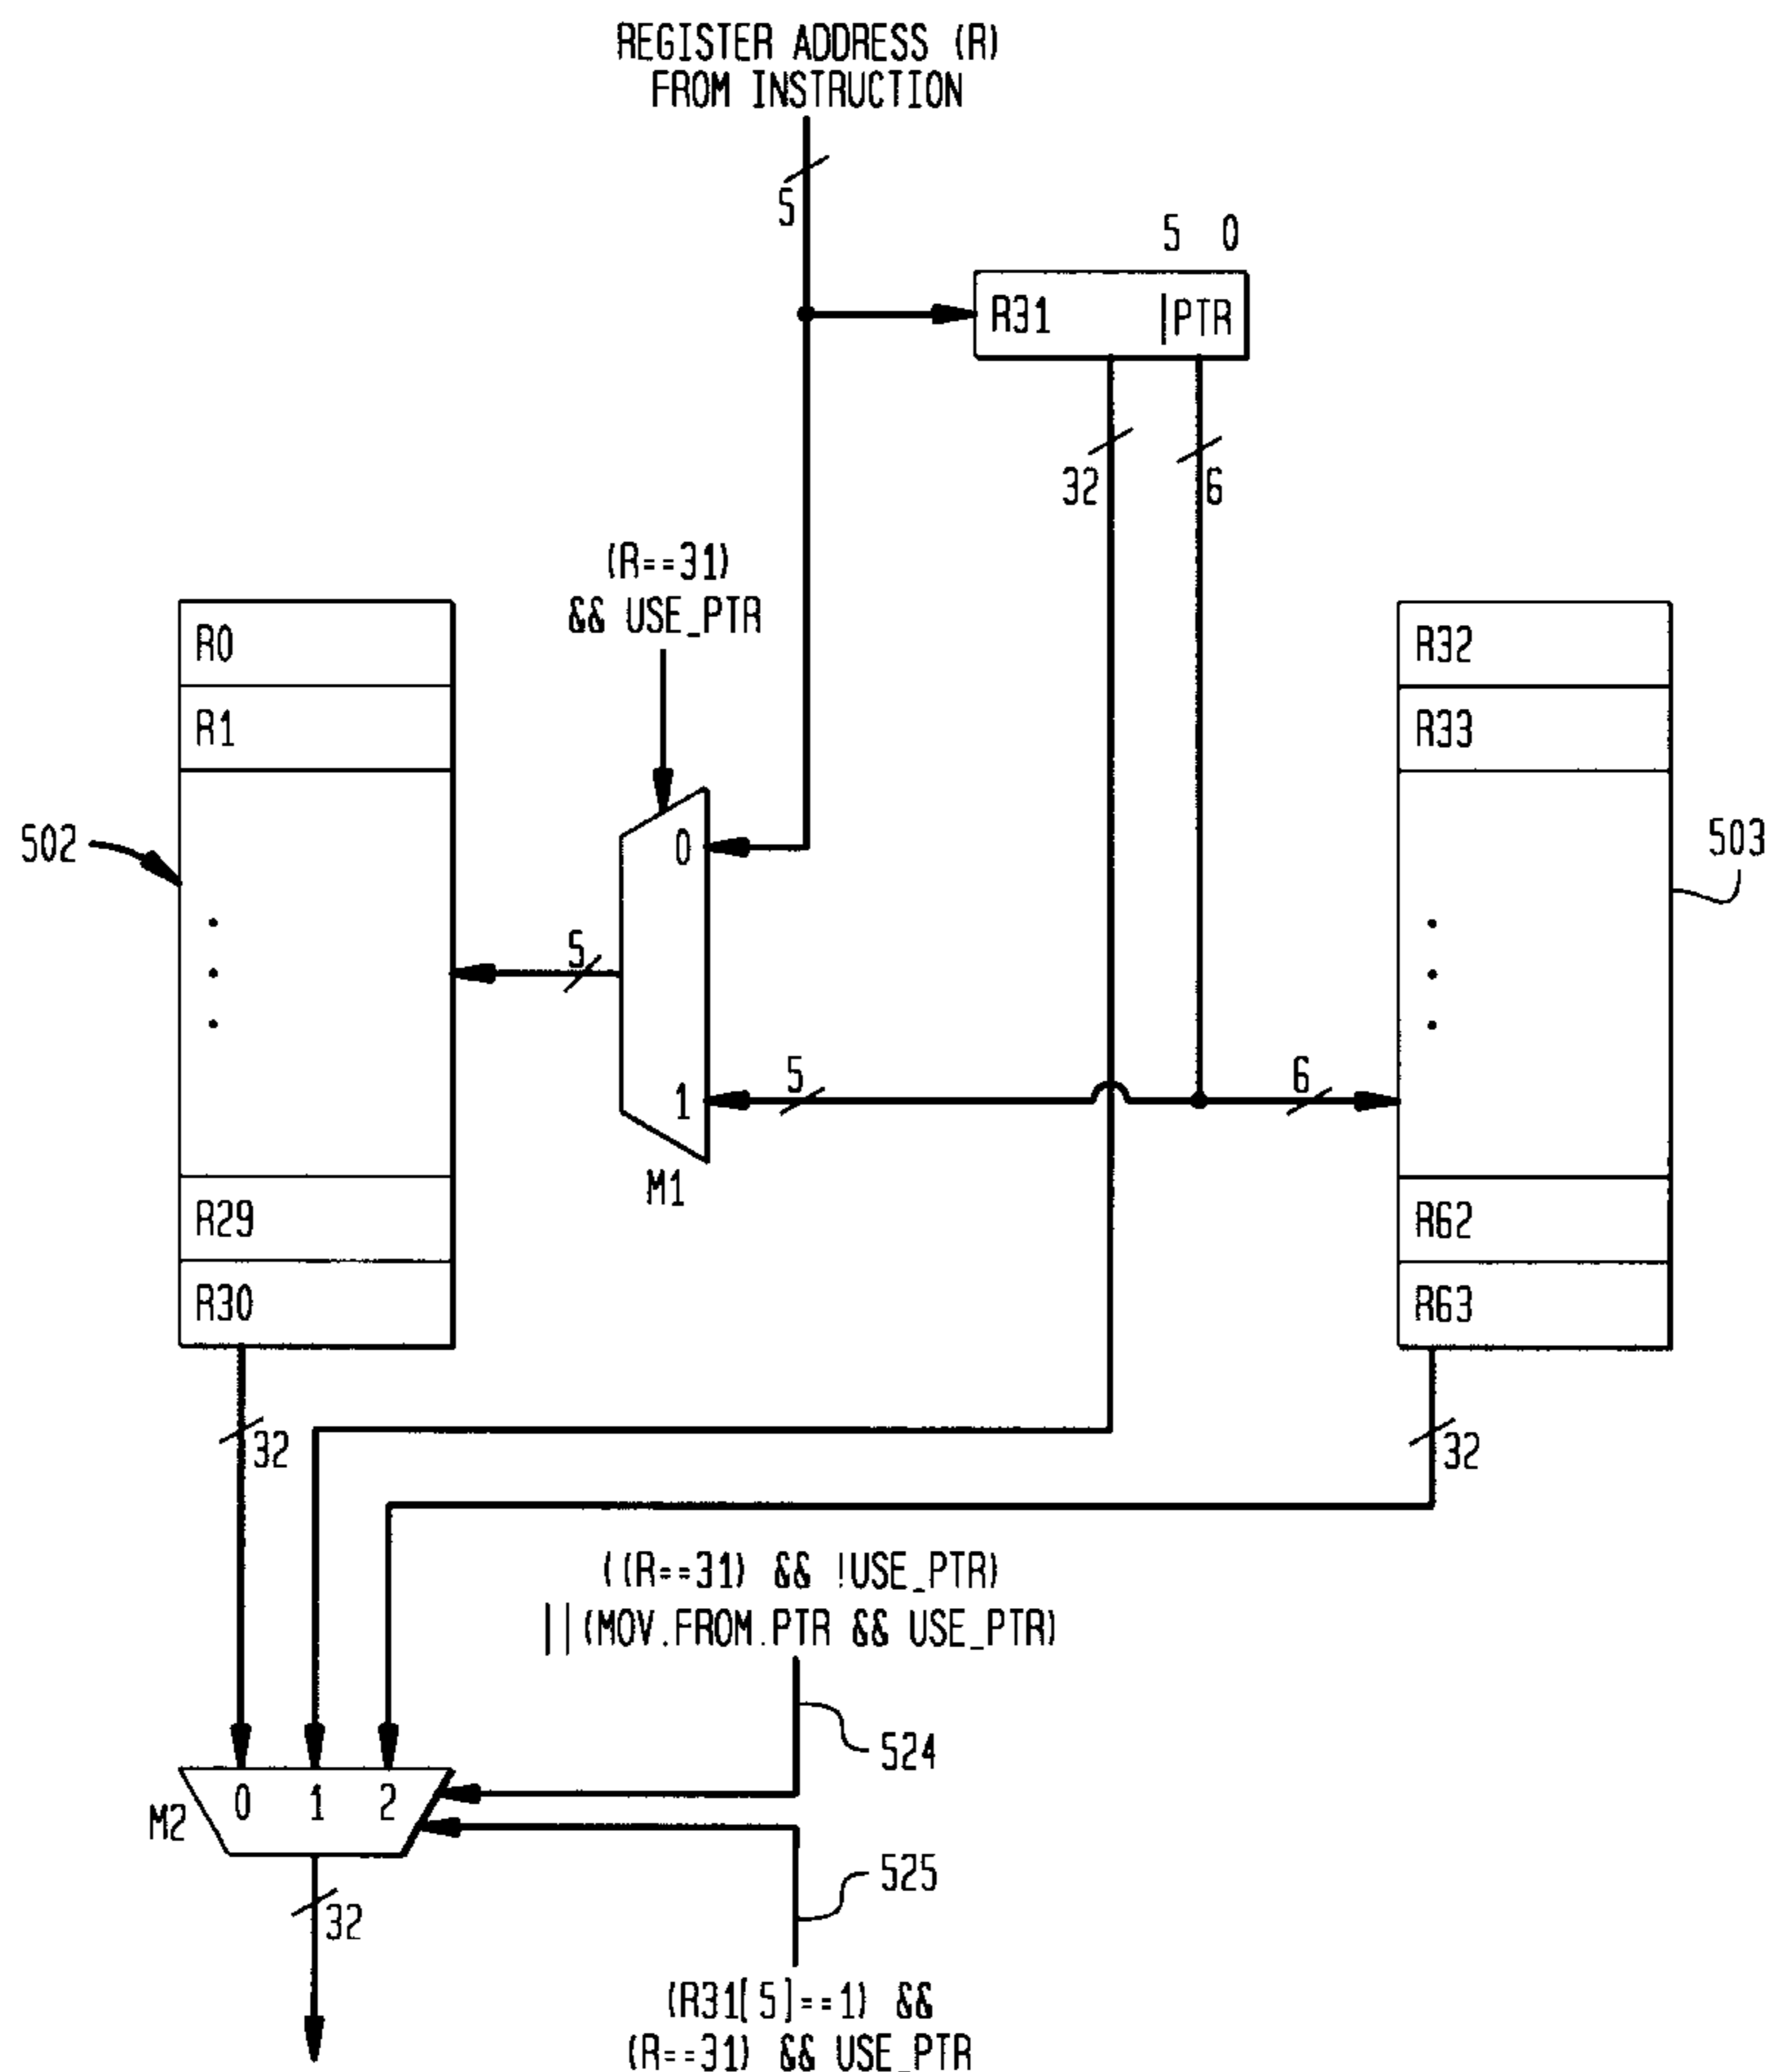 REGISTER ADDRESS (R)
FROM INSTRUCTION
5
5 0
R31 |PTR
32
6
(R==31)
&& USE_PTR
R0
R1
R32
R33
502
503
0
5
5
6
1
M1
R29
R30
R62
R63
32
32
((R==31) && !USE_PTR)
||(MOV.FROM.PTR && USE_PTR)
524
M2
0 1 2
525
32
(R31[5]==1) &&
(R==31) && USE_PTR